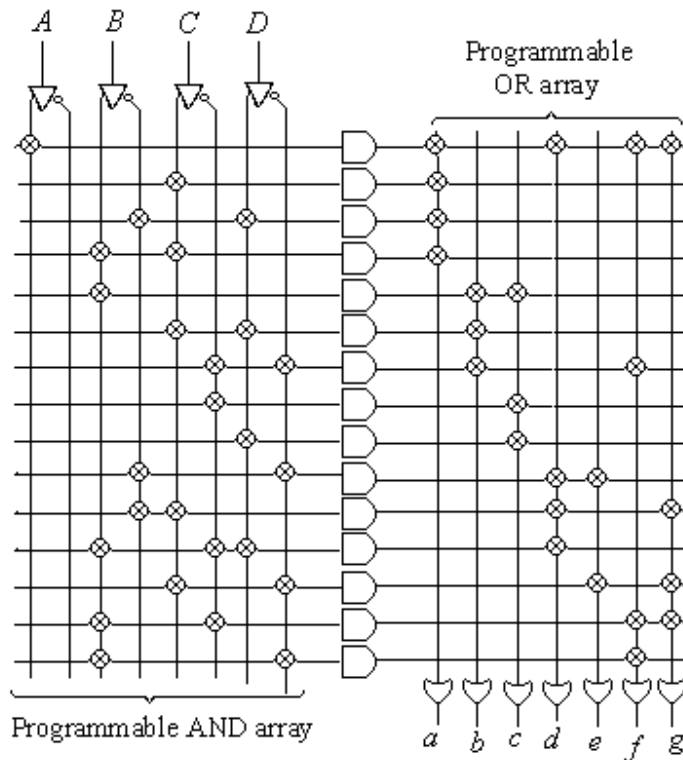 A B C D
Programmable
OR array
Programmable AND array
a b c d e f g